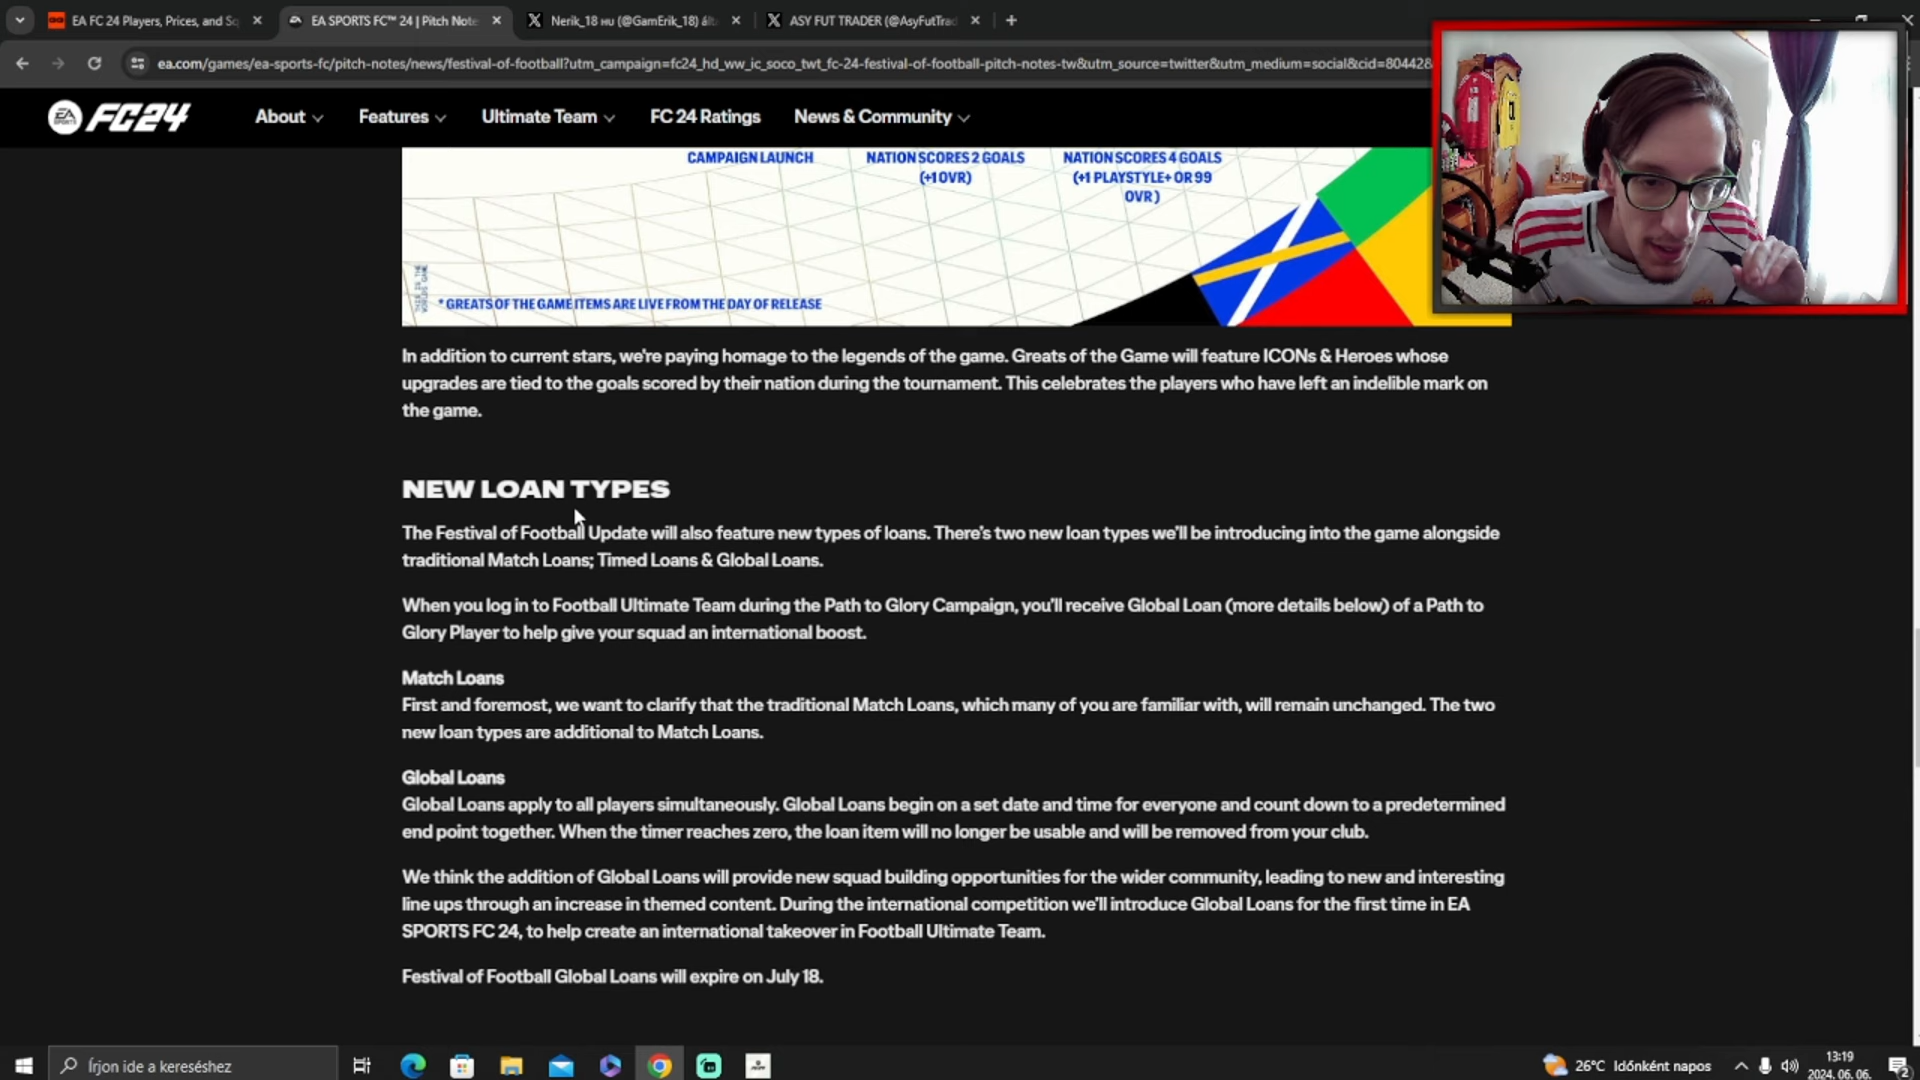 EA FC 24 Players, Prices, and Sq
EA SPORTS FC™ 24 | Pitch Note
Nerik_18 HU (@GamErik_18) ált
ASY FUT TRADER (@AsyFutTrad
ea.com/games/ea-sports-fc/pitch-notes/news/festival-of-football?utm_campaign=fc24_hd_ww_ic_soco_twt_fc-24-festival-of-football-pitch-notes-tw&utm_source=twitter&utm_medium=social&cid=80442&
EA SPORTS FC24
About
Features
Ultimate Team
FC 24 Ratings
News & Community
CAMPAIGN LAUNCH
NATION SCORES 2 GOALS
(+1 OVR)
NATION SCORES 4 GOALS
(+1 PLAYSTYLE+ OR 99
OVR)
* GREATS OF THE GAME ITEMS ARE LIVE FROM THE DAY OF RELEASE
In addition to current stars, we're paying homage to the legends of the game. Greats of the Game will feature ICONs & Heroes whose
upgrades are tied to the goals scored by their nation during the tournament. This celebrates the players who have left an indelible mark on
the game.
NEW LOAN TYPES
The Festival of Football Update will also feature new types of loans. There's two new loan types we'll be introducing into the game alongside
traditional Match Loans; Timed Loans & Global Loans.
When you log in to Football Ultimate Team during the Path to Glory Campaign, you'll receive Global Loan (more details below) of a Path to
Glory Player to help give your squad an international boost.
Match Loans
First and foremost, we want to clarify that the traditional Match Loans, which many of you are familiar with, will remain unchanged. The two
new loan types are additional to Match Loans.
Global Loans
Global Loans apply to all players simultaneously. Global Loans begin on a set date and time for everyone and count down to a predetermined
end point together. When the timer reaches zero, the loan item will no longer be usable and will be removed from your club.
We think the addition of Global Loans will provide new squad building opportunities for the wider community, leading to new and interesting
line ups through an increase in themed content. During the international competition we'll introduce Global Loans for the first time in EA
SPORTS FC 24, to help create an international takeover in Football Ultimate Team.
Festival of Football Global Loans will expire on July 18.
Írjon ide a kereséshez
26°C Időnként napos
13:19
2024. 06. 06.
2